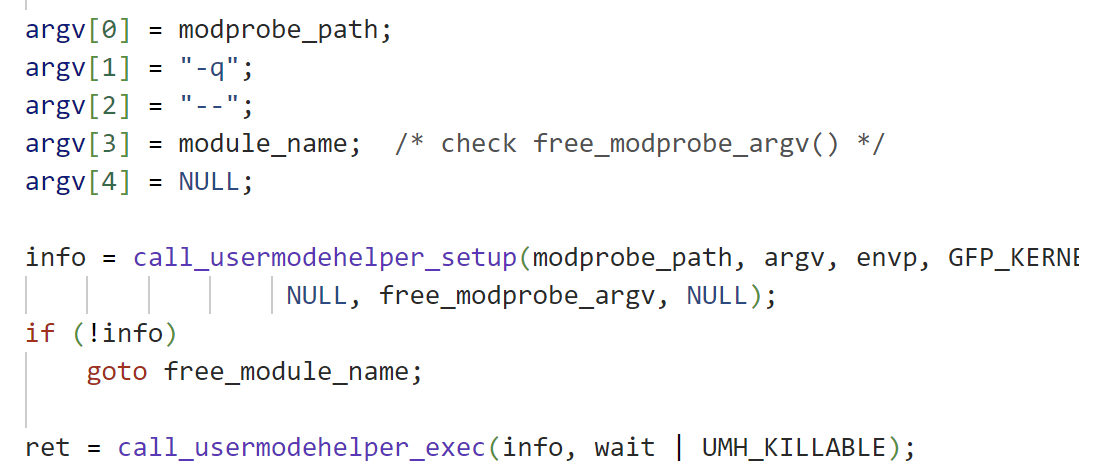 argv[0] = modprobe_path;
argv[1] = "-q";
argv[2] = "--";
argv[3] = module_name;  /* check free_modprobe_argv() */
argv[4] = NULL;
info = call_usermodehelper_setup(modprobe_path, argv, envp, GFP_KERNE
NULL, free_modprobe_argv, NULL);
if (!info)
goto free_module_name;
ret = call_usermodehelper_exec(info, wait | UMH_KILLABLE);